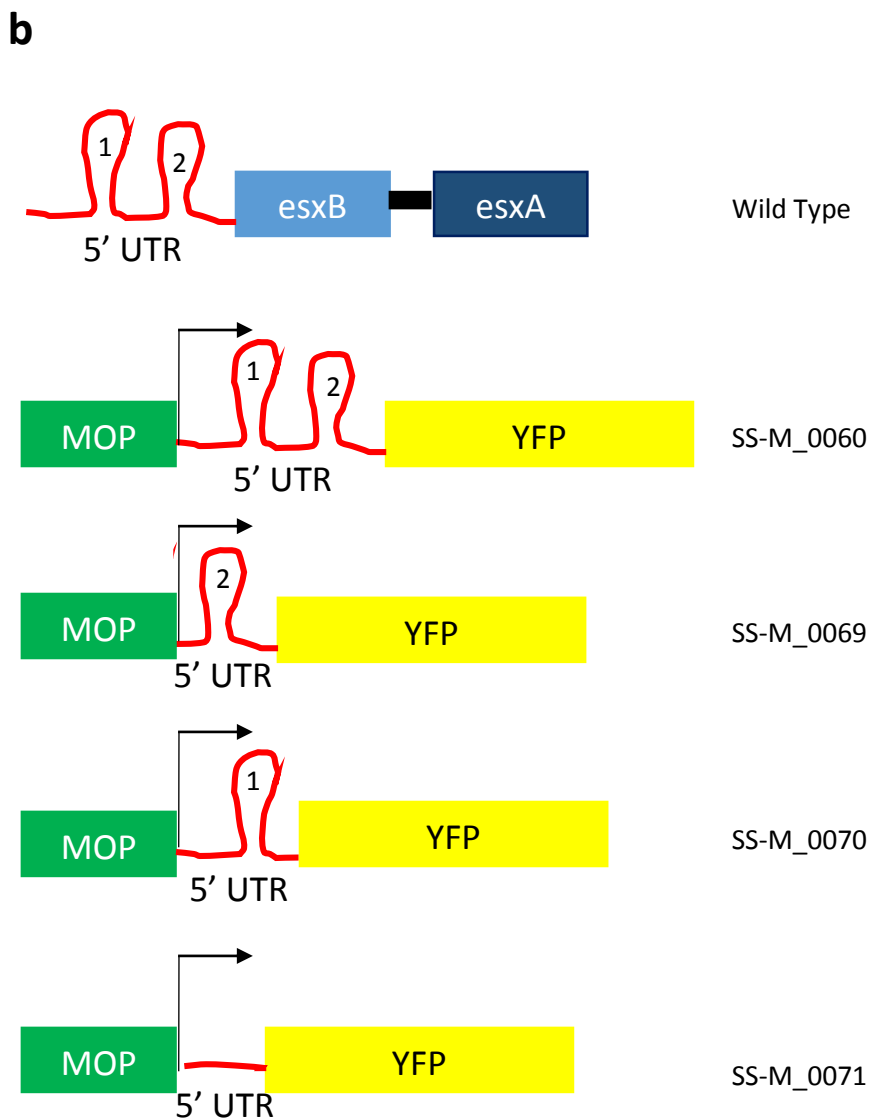 b
1 2 esxB esxA Wild Type
5’ UTR
1 2
MOP YFP SS-M_0060
5’ UTR
2
MOP YFP SS-M_0069
5’ UTR
1
MOP YFP SS-M_0070
5’ UTR
MOP YFP SS-M_0071
5’ UTR